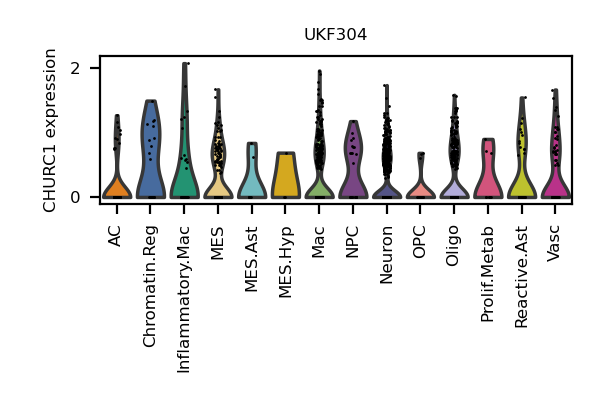 UKF304
CHURC1 expression
2
0
AC
Chromatin.Reg
Inflammatory.Mac
MES
MES.Ast
MES.Hyp
Mac
NPC
Neuron
OPC
Oligo
Prolif.Metab
Reactive.Ast
Vasc